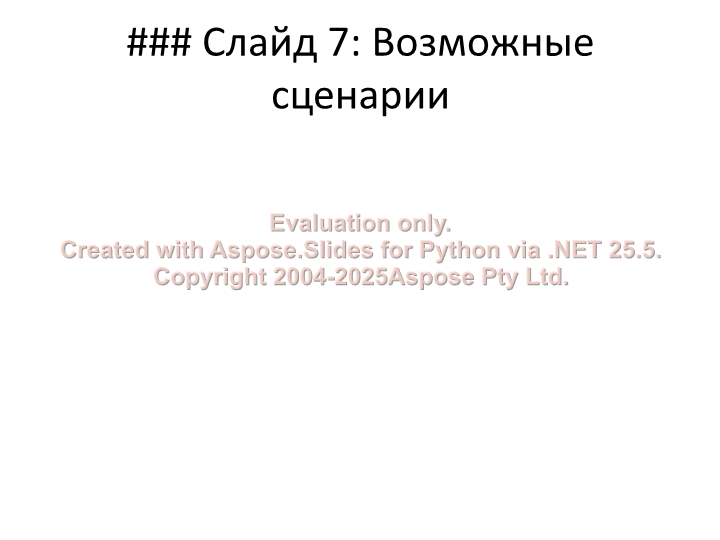 ### Слайд 7: Возможные
сценарии
Evaluation only.
Created with Aspose.Slides for Python via .NET 25.5.
Copyright 2004-2025Aspose Pty Ltd.